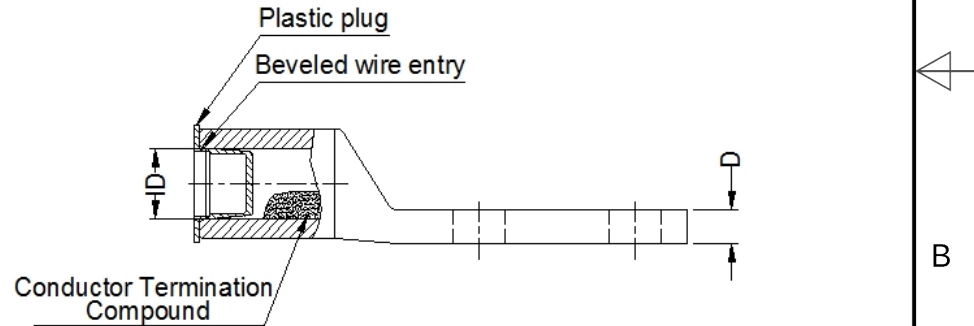 Plastic plug
Beveled wire entry
ID
D
B
Conductor Termination
Compound